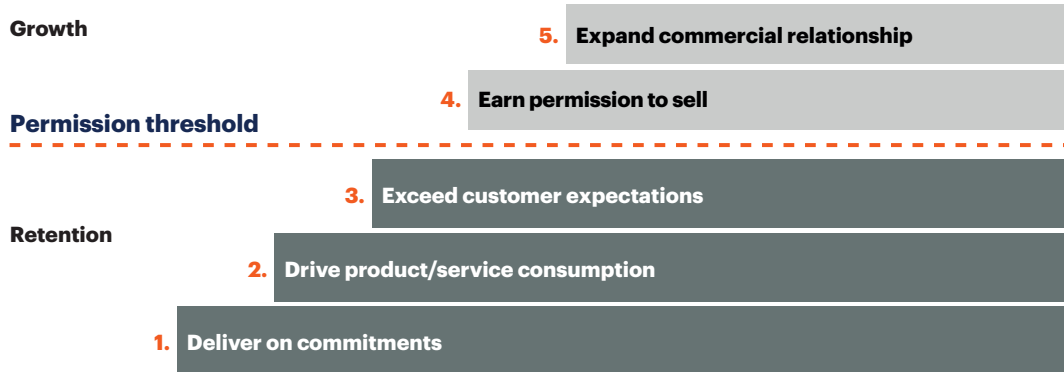 Growth
5. Expand commercial relationship
4. Earn permission to sell
Permission threshold
3. Exceed customer expectations
Retention
2. Drive product/service consumption
1. Deliver on commitments